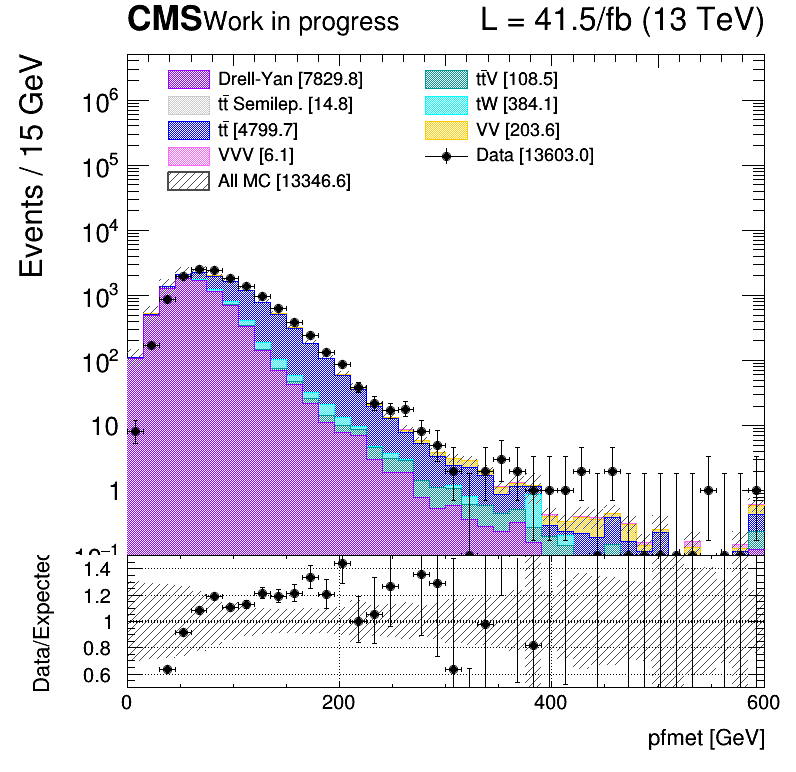 CMS Work in progress L = 41.5/fb (13 TeV)
Events / 15 GeV
Drell-Yan [7829.8] tt̄V [108.5]
tt̄ Semilep. [14.8] tW [384.1]
tt̄ [4799.7] VV [203.6]
VVV [6.1] Data [13603.0]
All MC [13346.6]
10⁶
10⁵
10⁴
10³
10²
10
1
10⁻¹
Data/Expected
1.4
1.2
1
0.8
0.6
0 200 400 600
pfmet [GeV]